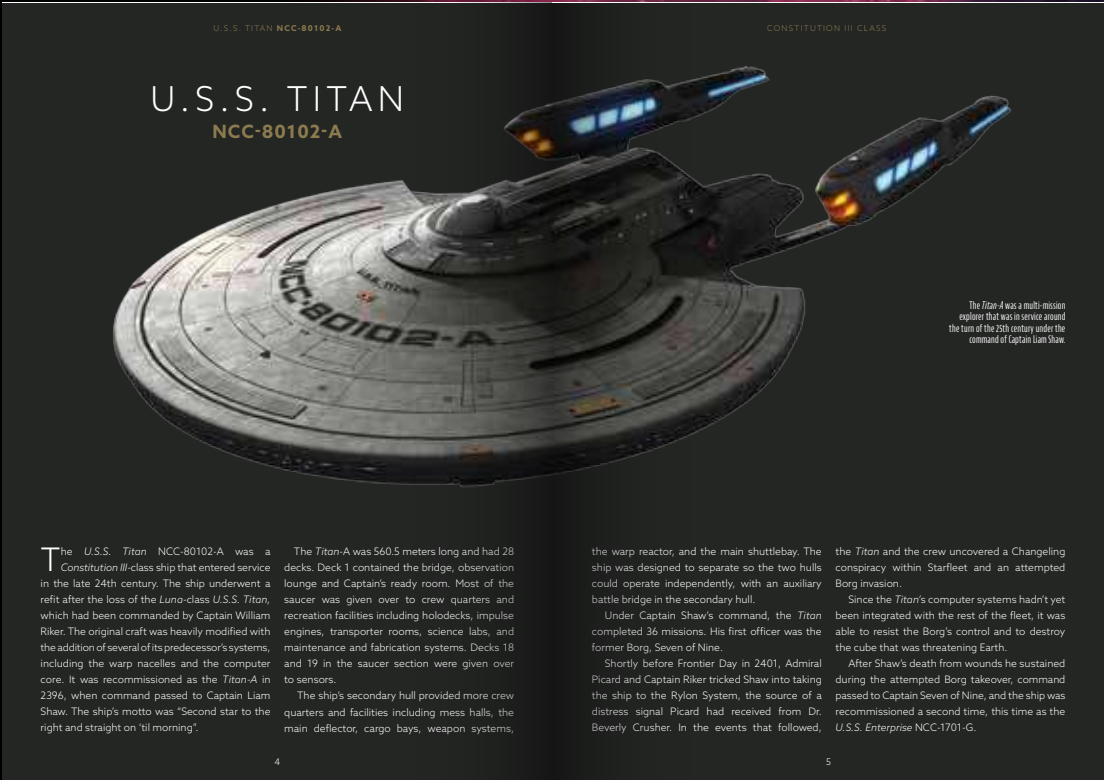 U.S.S. TITAN NCC-80102-A
CONSTITUTION III CLASS
U.S.S. TITAN
NCC-80102-A
U.S.S. TITAN
NCC-80102-A
The Titan-A was a multi-mission
explorer that was in service around
the turn of the 25th century under the
command of Captain Liam Shaw.
The U.S.S. Titan NCC-80102-A was a
Constitution III-class ship that entered service
in the late 24th century. The ship underwent a
refit after the loss of the Luna-class U.S.S. Titan,
which had been commanded by Captain William
Riker. The original craft was heavily modified with
the addition of several of its predecessor's systems,
including the warp nacelles and the computer
core. It was recommissioned as the Titan-A in
2396, when command passed to Captain Liam
Shaw. The ship's motto was “Second star to the
right and straight on ‘til morning”.
The Titan-A was 560.5 meters long and had 28
decks. Deck 1 contained the bridge, observation
lounge and Captain's ready room. Most of the
saucer was given over to crew quarters and
recreation facilities including holodecks, impulse
engines, transporter rooms, science labs, and
maintenance and fabrication systems. Decks 18
and 19 in the saucer section were given over
to sensors.
The ship's secondary hull provided more crew
quarters and facilities including mess halls, the
main deflector, cargo bays, weapon systems,
the warp reactor, and the main shuttlebay. The
ship was designed to separate so the two hulls
could operate independently, with an auxiliary
battle bridge in the secondary hull.
Under Captain Shaw's command, the Titan
completed 36 missions. His first officer was the
former Borg, Seven of Nine.
Shortly before Frontier Day in 2401, Admiral
Picard and Captain Riker tricked Shaw into taking
the ship to the Rylon System, the source of a
distress signal Picard had received from Dr.
Beverly Crusher. In the events that followed,
the Titan and the crew uncovered a Changeling
conspiracy within Starfleet and an attempted
Borg invasion.
Since the Titan's computer systems hadn't yet
been integrated with the rest of the fleet, it was
able to resist the Borg's control and to destroy
the cube that was threatening Earth.
After Shaw's death from wounds he sustained
during the attempted Borg takeover, command
passed to Captain Seven of Nine, and the ship was
recommissioned a second time, this time as the
U.S.S. Enterprise NCC-1701-G.
4
5